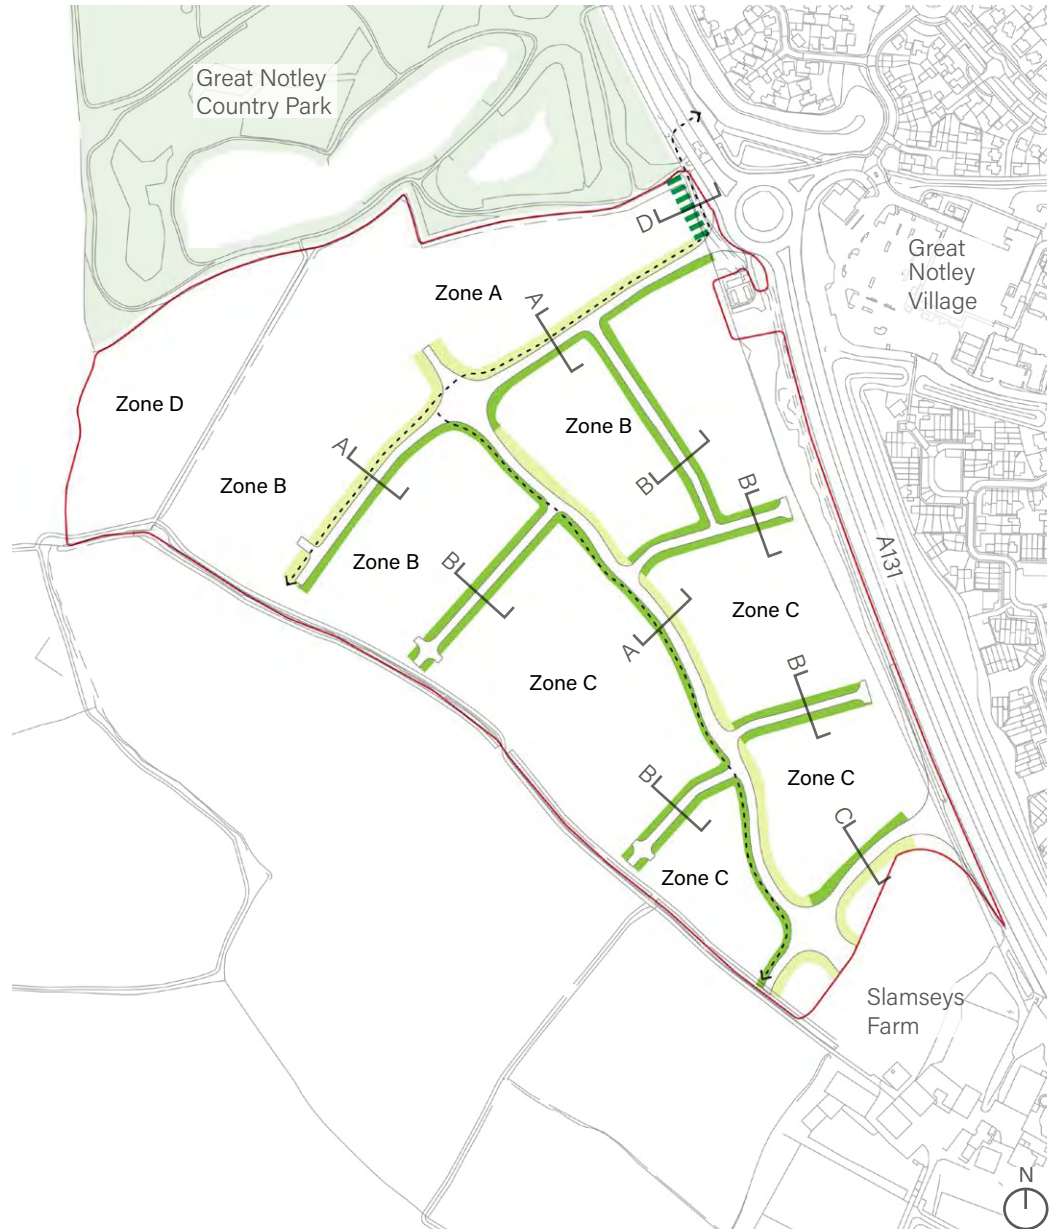 Great Notley
Country Park
D
Great
Notley
Village
Zone A
A
Zone D
Zone B
A
B
B
Zone B
A131
Zone B
B
Zone C
A
B
Zone C
B
Zone C
C
Zone C
Slamseys
Farm
N